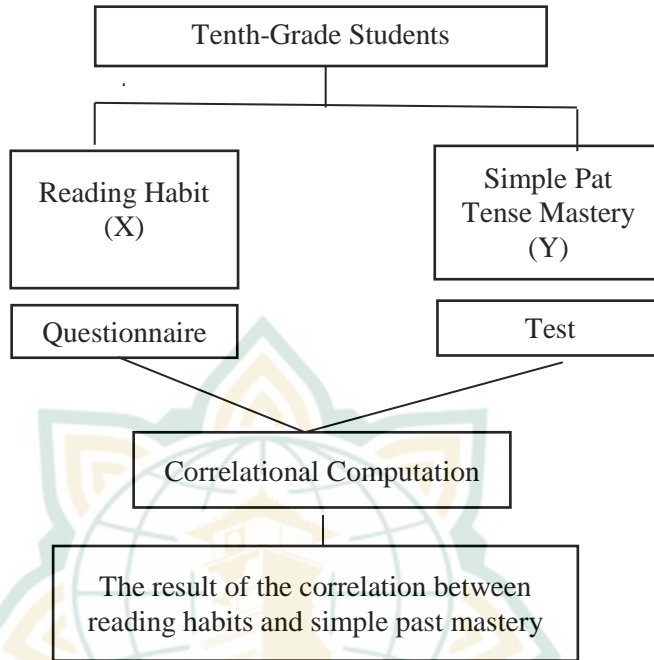 Tenth-Grade Students
Reading Habit
(X)
Simple Pat
Tense Mastery
(Y)
Questionnaire
Test
Correlational Computation
The result of the correlation between
reading habits and simple past mastery